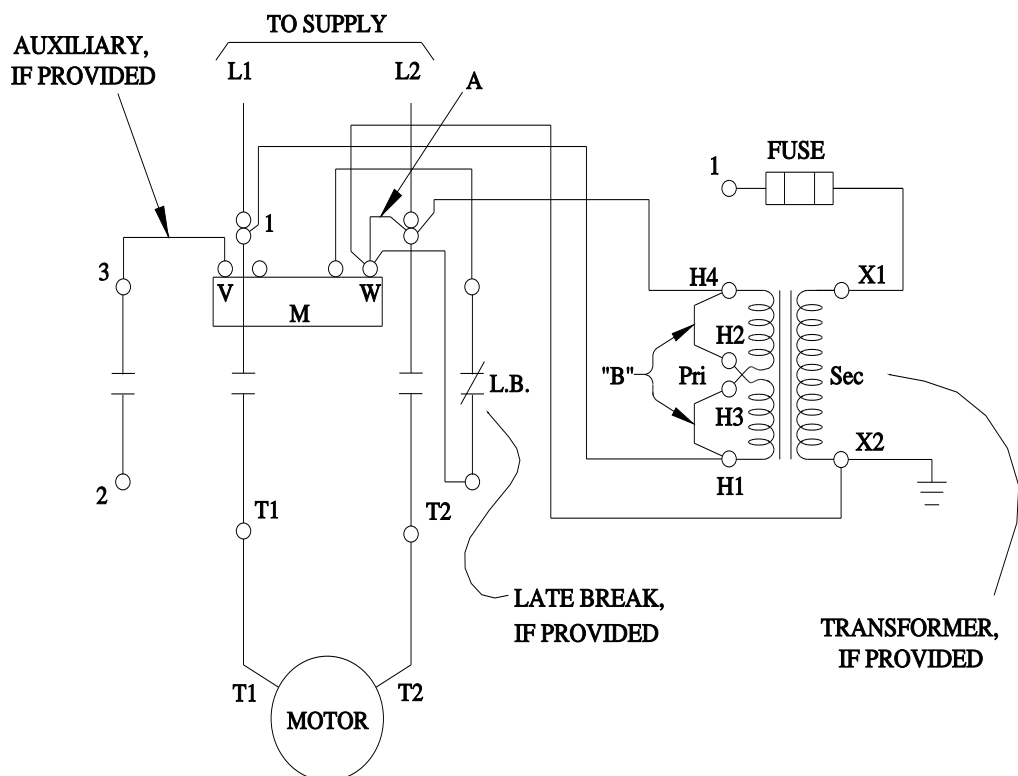 TO SUPPLY
AUXILIARY,
IF PROVIDED
L1
L2
A
1
1
FUSE
3
V
W
M
H4
X1
H2
"B"
Pri
Sec
L.B.
H3
X2
H1
2
T1
T2
LATE BREAK,
IF PROVIDED
TRANSFORMER,
IF PROVIDED
T1
T2
MOTOR